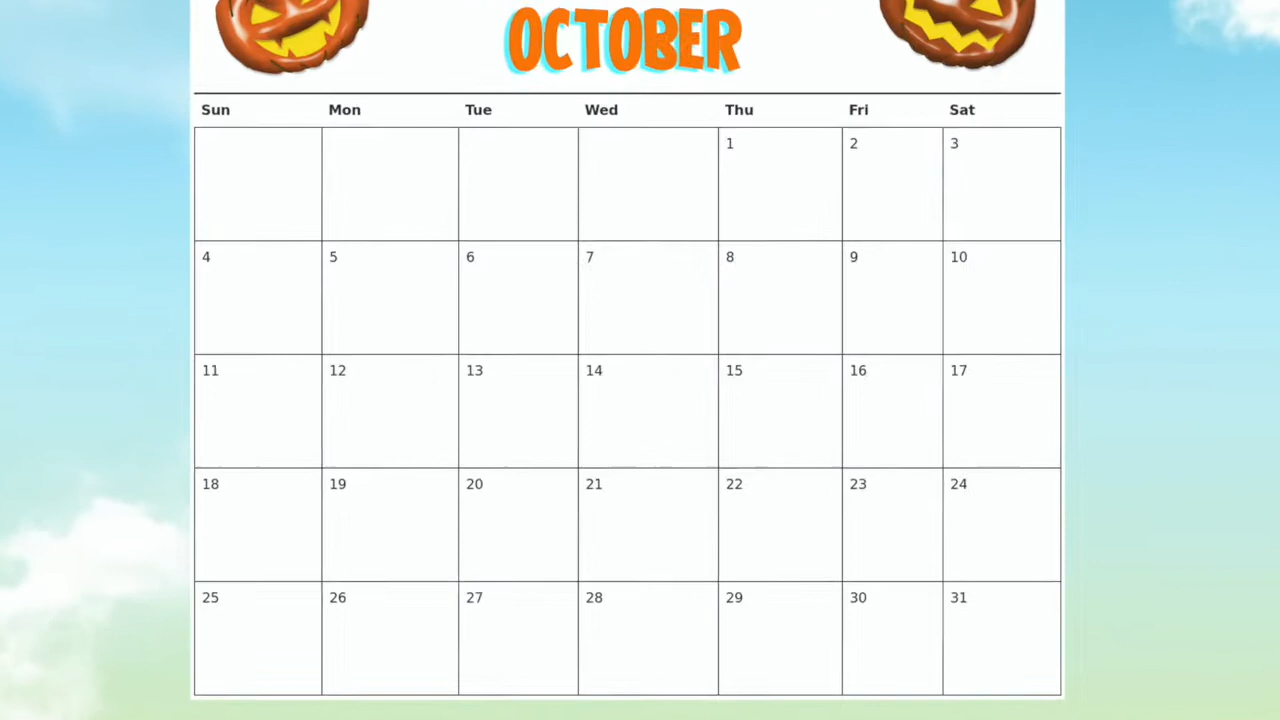 OCTOBER
Sun Mon Tue Wed Thu Fri Sat
1 2 3
4 5 6 7 8 9 10
11 12 13 14 15 16 17
18 19 20 21 22 23 24
25 26 27 28 29 30 31